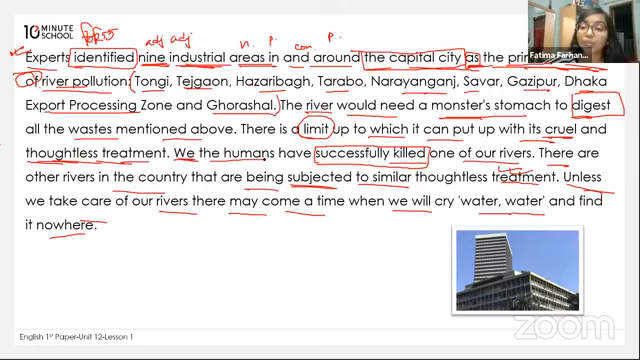 10 MINUTE SCHOOL
চিহ্নিত
adj adj n. p. con. p.
Experts identified nine industrial areas in and around the capital city as the
Fatima Farhan...
of river pollution: Tongi, Tejgaon, Hazaribagh, Tarabo, Narayanganj, Savar, Gazipur, Dhaka
Export Processing Zone and Ghorashal. The river would need a monster's stomach to digest
all the wastes mentioned above. There is a limit up to which it can put up with its cruel and
thoughtless treatment. We the humans have successfully killed one of our rivers. There are
other rivers in the country that are being subjected to similar thoughtless treatment. Unless
we take care of our rivers there may come a time when we will cry 'water, water' and find
it nowhere.
English 1st Paper-Unit 12-Lesson 1
zoom